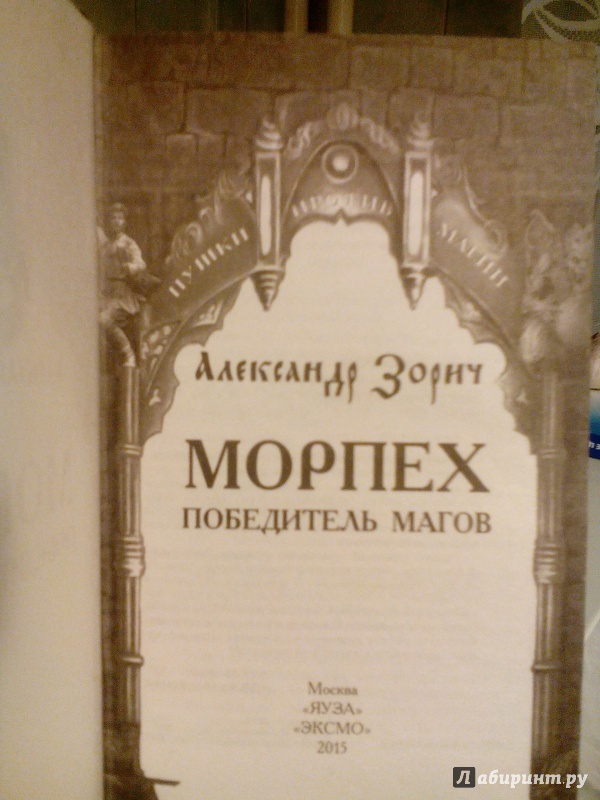 ПУШКИ ПРОТИВ МАГИИ
Александр Зорич
МОРПЕХ
ПОБЕДИТЕЛЬ МАГОВ
Москва
«ЯУЗА»
«ЭКСМО»
2015
Лабиринт.ру